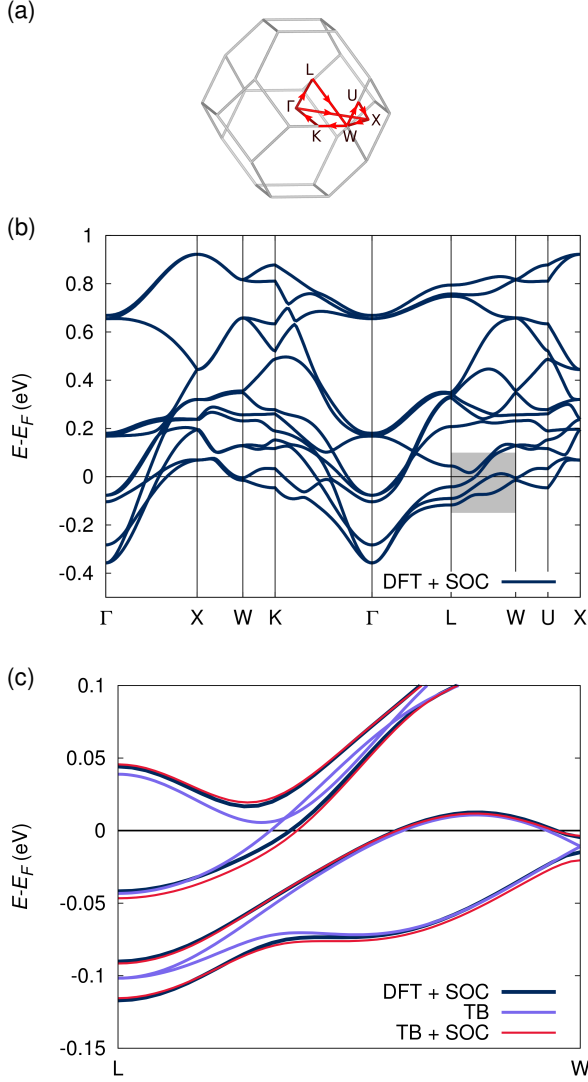 (a)
L
U
Γ
X
K
W
(b)
1
0.8
0.6
0.4
0.2
0
-0.2
-0.4
E-E_F (eV)
DFT + SOC
Γ X W K Γ L W U X
(c)
0.1
0.05
0
-0.05
-0.1
-0.15
E-E_F (eV)
DFT + SOC
TB
TB + SOC
L W